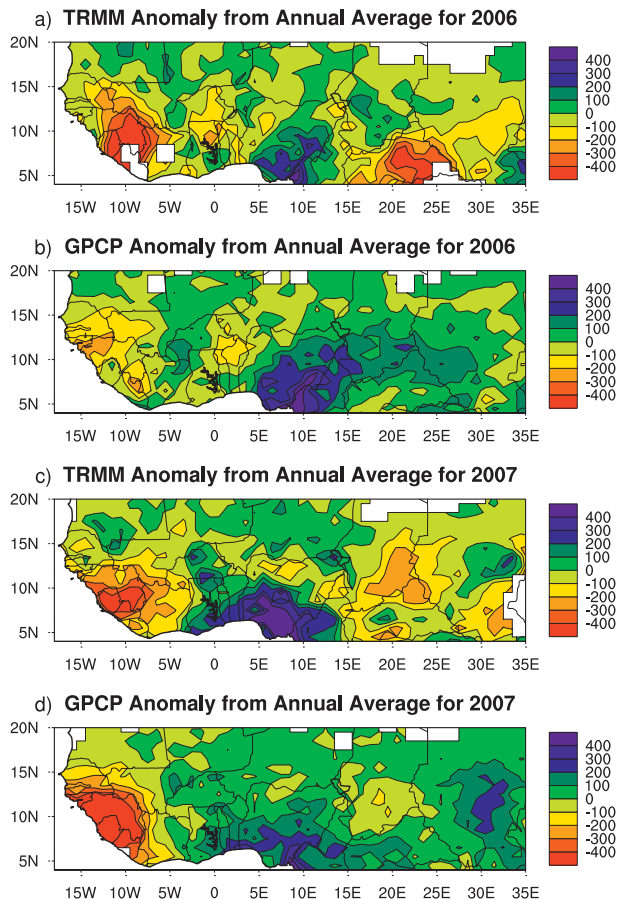 a) TRMM Anomaly from Annual Average for 2006
20N
15N
10N
5N
15W 10W 5W 0 5E 10E 15E 20E 25E 30E 35E
400
300
200
100
0
-100
-200
-300
-400
b) GPCP Anomaly from Annual Average for 2006
20N
15N
10N
5N
15W 10W 5W 0 5E 10E 15E 20E 25E 30E 35E
400
300
200
100
0
-100
-200
-300
-400
c) TRMM Anomaly from Annual Average for 2007
20N
15N
10N
5N
15W 10W 5W 0 5E 10E 15E 20E 25E 30E 35E
400
300
200
100
0
-100
-200
-300
-400
d) GPCP Anomaly from Annual Average for 2007
20N
15N
10N
5N
15W 10W 5W 0 5E 10E 15E 20E 25E 30E 35E
400
300
200
100
0
-100
-200
-300
-400